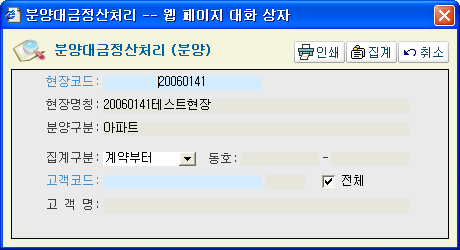 분양대금정산처리 -- 웹 페이지 대화 상자
분양대금정산처리 (분양) 인쇄 집계 취소
현장코드: 20060141
현장명칭: 20060141테스트현장
분양구분: 아파트
집계구분: 계약부터 동호: -
고객코드: 전체
고 객 명: